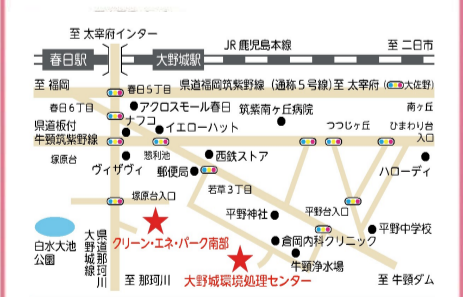 至 太宰府インター
JR 鹿児島本線
至 二日市
春日駅
大野城駅
至 福岡
春日5丁目
県道福岡筑紫野線（通称5号線）
至 太宰府（大佐野）
春日6丁目
アクロスモール春日
筑紫南ヶ丘病院
南ヶ丘
ナフコ
県道板付
牛頸筑紫野線
イエローハット
つつじヶ丘
ひまわり台
入口
塚原台
惣利池
西鉄ストア
ヴィザヴィ
郵便局
ハローディ
若草3丁目
塚原台入口
平野神社
平野台入口
平野中学校
白水大池
公園
県道那珂川
大野城線
クリーン・エネ・パーク南部
倉岡内科クリニック
牛頸浄水場
至 那珂川
大野城環境処理センター
至 牛頸ダム